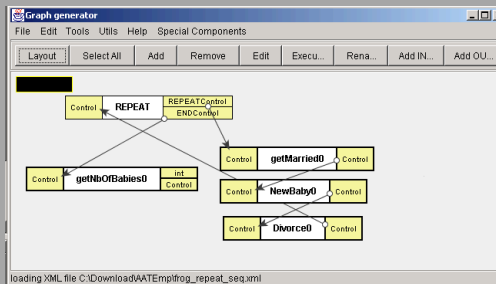 Graph generator
File Edit Tools Utils Help Special Components
Layout Select All Add Remove Edit Execu... Rena... Add IN... Add OU...
Control REPEAT REPEATControl
ENDControl
Control getMarried0 Control
Control getNbOfBabies0 int
Control
Control NewBaby0 Control
Control Divorce0 Control
loading XML file C:\Download\AATEmp\frog_repeat_seq.xml